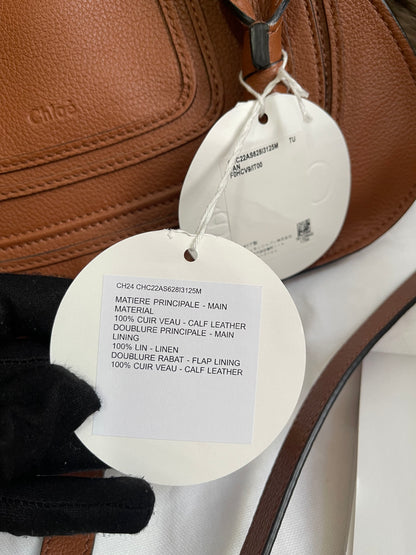 Chloé
CHC22AS628I3125M TU
TAN
CH24 CHC22AS628I3125M
MATIERE PRINCIPALE - MAIN
MATERIAL
100% CUIR VEAU - CALF LEATHER
DOUBLURE PRINCIPALE - MAIN
LINING
100% LIN - LINEN
DOUBLURE RABAT - FLAP LINING
100% CUIR VEAU - CALF LEATHER